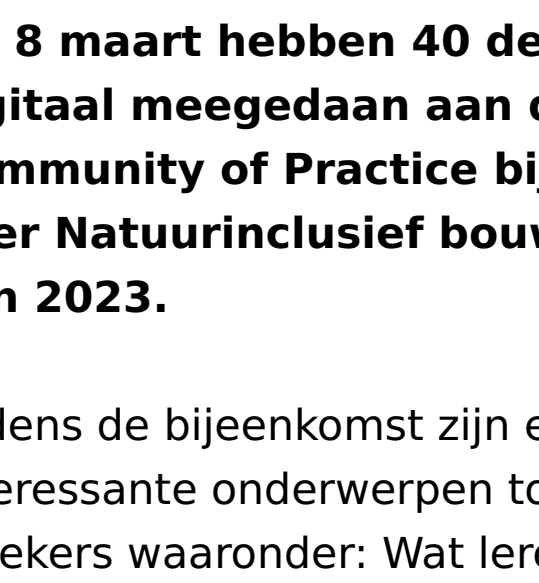 8 maart hebben 40 de
gitaal meegedaan aan
mmunity of Practice bij
er Natuurinclusief bouw
n 2023.
dens de bijeenkomst zijn e
eressante onderwerpen to
ekers waaronder: Wat lere